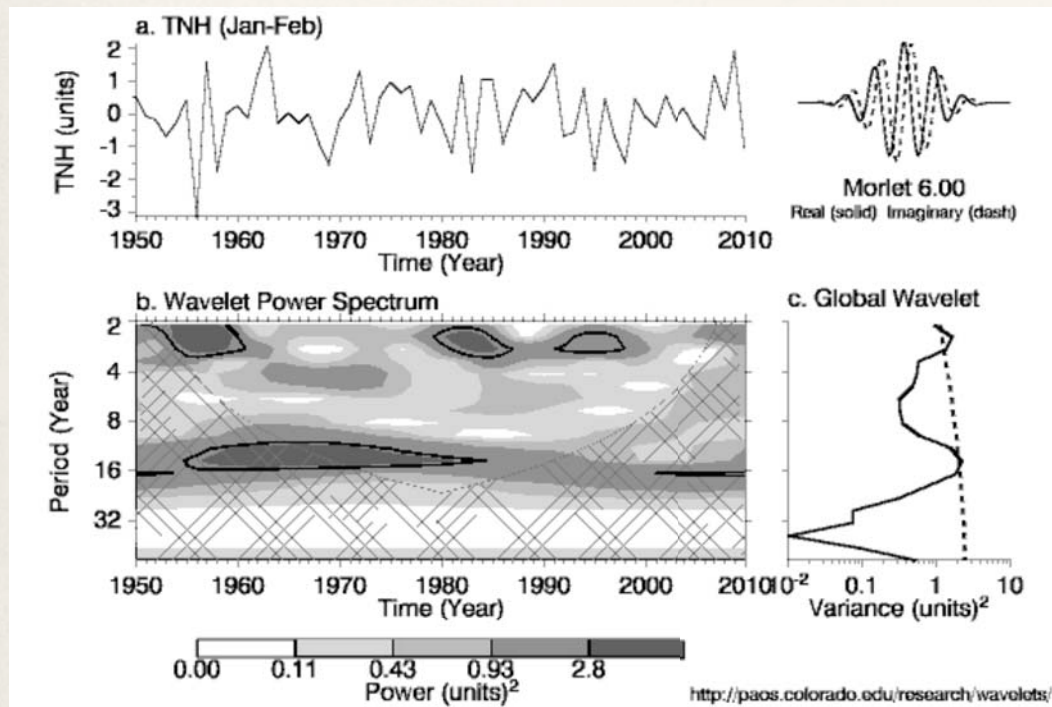 a. TNH (Jan-Feb)
TNH (units)
2
1
0
-1
-2
-3
1950 1960 1970 1980 1990 2000 2010
Time (Year)
Morlet 6.00
Real (solid) Imaginary (dash)
b. Wavelet Power Spectrum
Period (Year)
2
4
8
16
32
1950 1960 1970 1980 1990 2000 2010
Time (Year)
c. Global Wavelet
10-2 0.1 1 10
Variance (units)2
0.00 0.11 0.43 0.93 2.8
Power (units)2
http://paos.colorado.edu/research/wavelets/